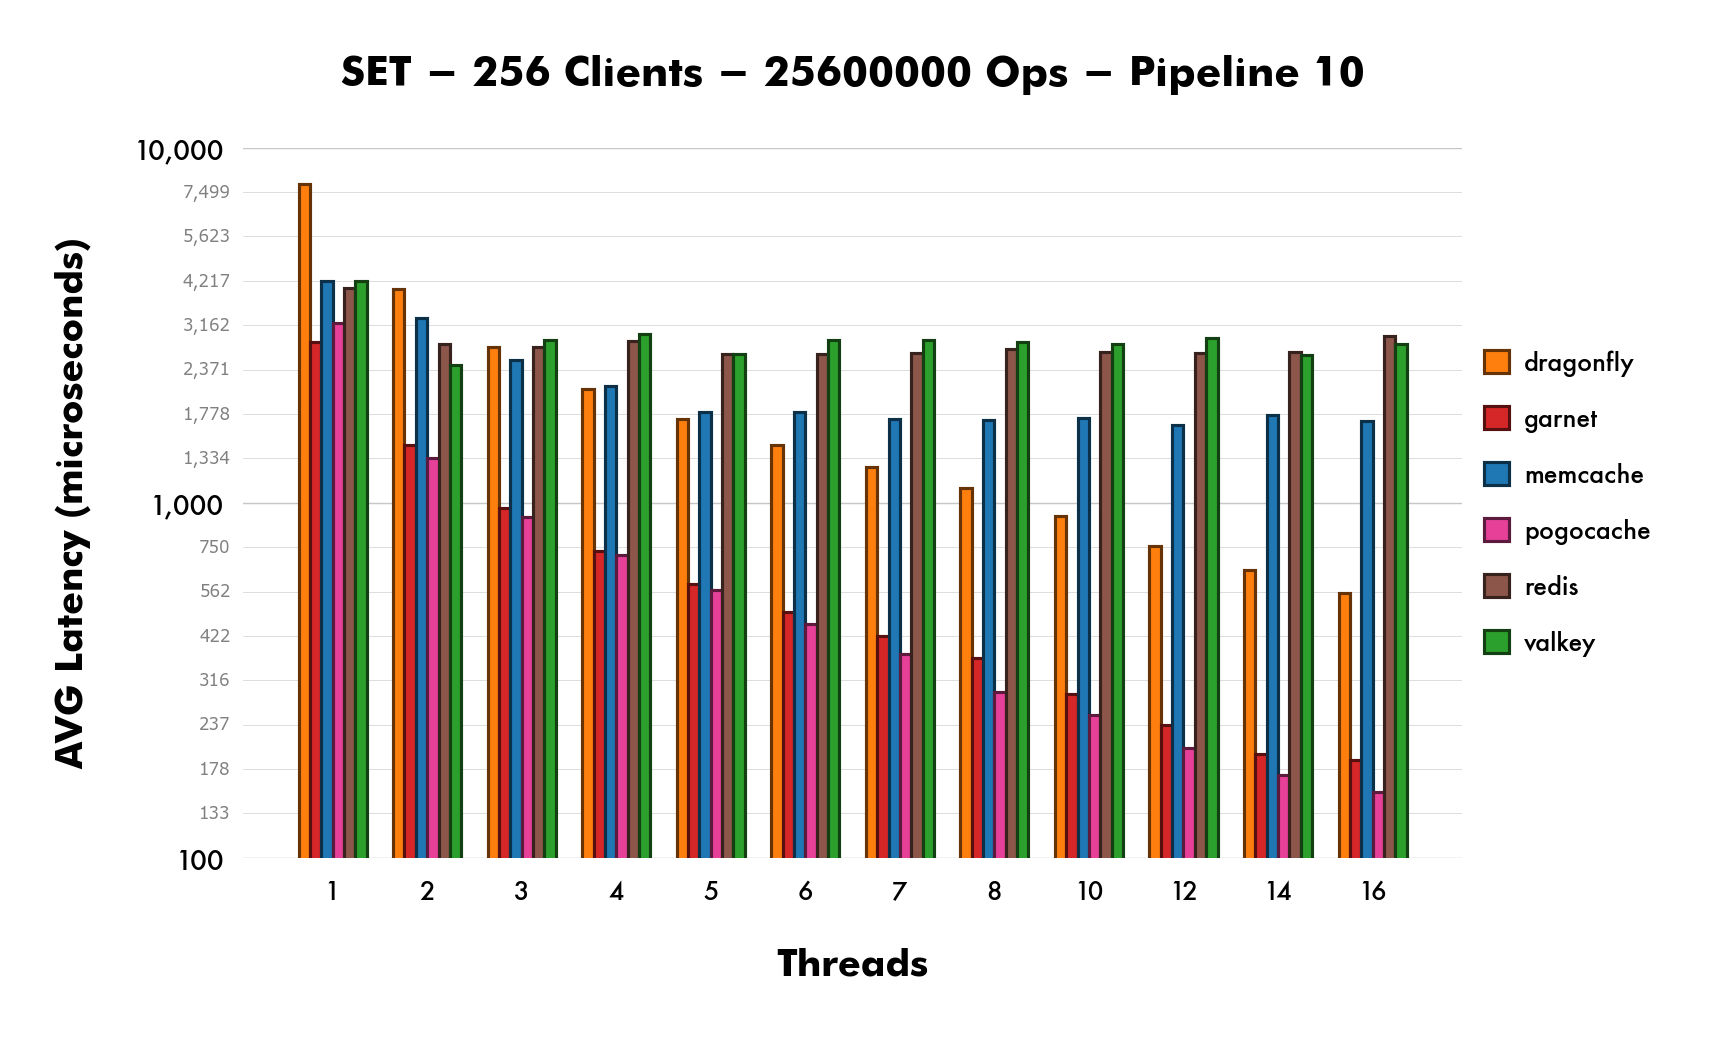 SET – 256 Clients – 25600000 Ops – Pipeline 10
AVG Latency (microseconds)
10,000
7,499
5,623
4,217
3,162
2,371
1,778
1,334
1,000
750
562
422
316
237
178
133
100
1 2 3 4 5 6 7 8 10 12 14 16
Threads
dragonfly
garnet
memcache
pogocache
redis
valkey